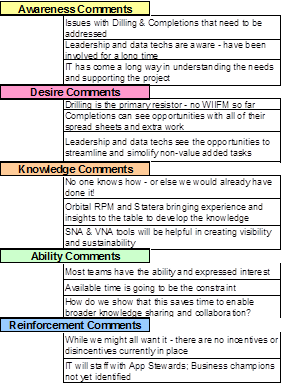 Awareness Comments
Issues with Dilling & Completions that need to be
addressed
Leadership and data techs are aware - have been
involved for a long time
IT has come a long way in understanding the needs
and supporting the project
Desire Comments
Drilling is the primary resistor - no WIIFM so far
Completions can see opportunities with all of their
spread sheets and extra work
Leadership and data techs see the opportunities to
streamline and simolifv non-value added tasks
Knowledge Comments
No one knows how - or else we would already have
done it!
Orbital RPM and Statera bringing experience and
insights to the table to develop the knowledge
SNA & VNA tools will be helpful in creating visibility
and sustainability
Ability Comments
Most teams have the ability and expressed interest
Available time is going to be the constraint
How do we show that this saves time to enable
broader knowledge sharing and collaboration?
Reinforcement Comments
While we might all want it - there are no incentives or
disincentives currently in place
IT will staff with App Stewards; Business champions
not yet identified